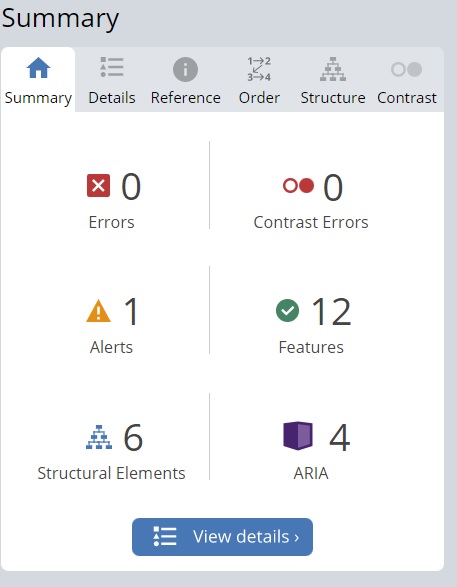 Summary
Summary Details Reference Order Structure Contrast
0 0
Errors Contrast Errors
1 12
Alerts Features
6 4
Structural Elements ARIA
View details ›